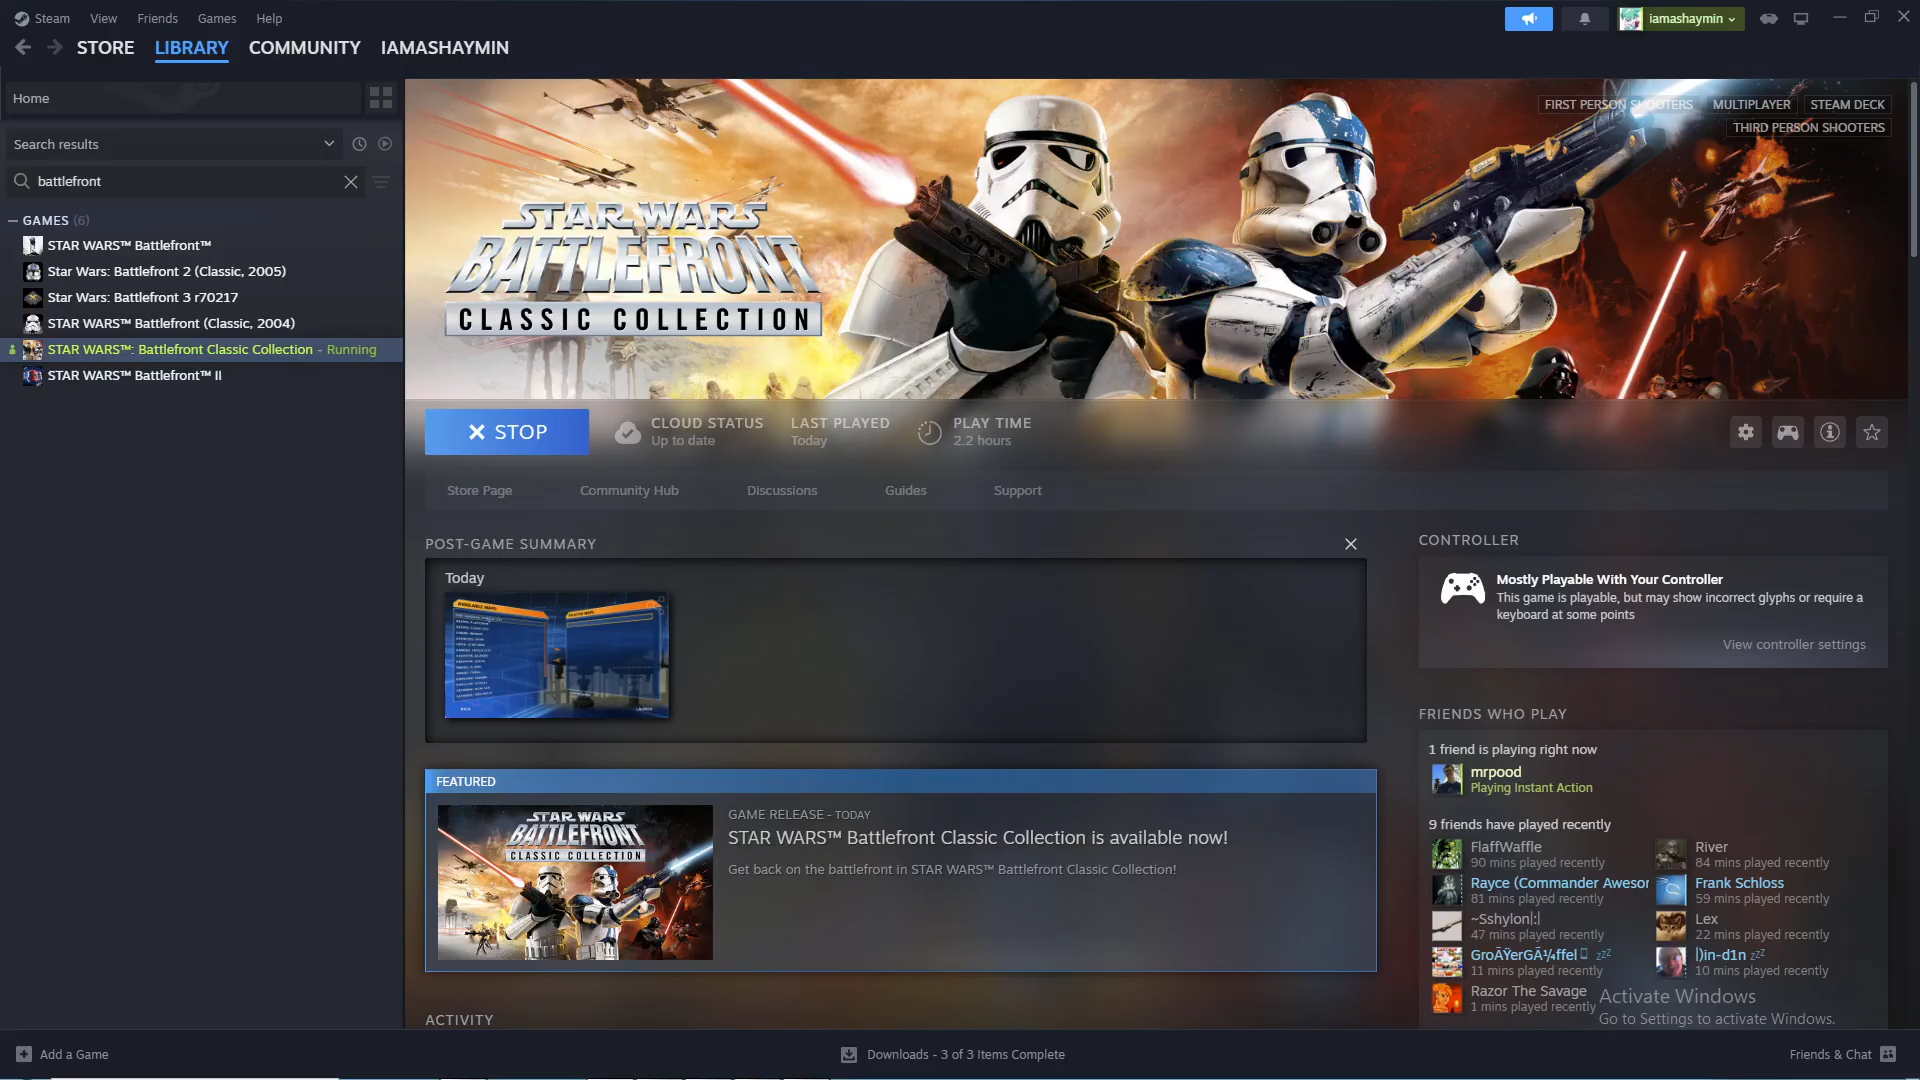 Steam View Friends Games Help
iamashaymin
STORE LIBRARY COMMUNITY IAMASHAYMIN
Home
Search results
battlefront
GAMES (6)
STAR WARS™ Battlefront™
Star Wars: Battlefront 2 (Classic, 2005)
Star Wars: Battlefront 3 r70217
STAR WARS™ Battlefront (Classic, 2004)
STAR WARS™: Battlefront Classic Collection - Running
STAR WARS™ Battlefront™ II
FIRST PERSON SHOOTERS MULTIPLAYER STEAM DECK
THIRD PERSON SHOOTERS
STAR WARS
BATTLEFRONT
CLASSIC COLLECTION
STOP
CLOUD STATUS
Up to date
LAST PLAYED
Today
PLAY TIME
2.2 hours
Store Page Community Hub Discussions Guides Support
POST-GAME SUMMARY
Today
FEATURED
STAR WARS
BATTLEFRONT
CLASSIC COLLECTION
GAME RELEASE - TODAY
STAR WARS™ Battlefront Classic Collection is available now!
Get back on the battlefront in STAR WARS™ Battlefront Classic Collection!
ACTIVITY
CONTROLLER
Mostly Playable With Your Controller
This game is playable, but may show incorrect glyphs or require a
keyboard at some points
View controller settings
FRIENDS WHO PLAY
1 friend is playing right now
mrpood
Playing Instant Action
9 friends have played recently
FlaffWaffle
90 mins played recently
River
84 mins played recently
Rayce (Commander Awesor
81 mins played recently
Frank Schloss
59 mins played recently
~Sshylon|:|
47 mins played recently
Lex
22 mins played recently
GroÃŸerGÃ¼ffel zzZ
11 mins played recently
|)in-d1n zzZ
10 mins played recently
Razor The Savage
1 mins played recently
Activate Windows
Go to Settings to activate Windows.
Add a Game
Downloads - 3 of 3 Items Complete
Friends & Chat